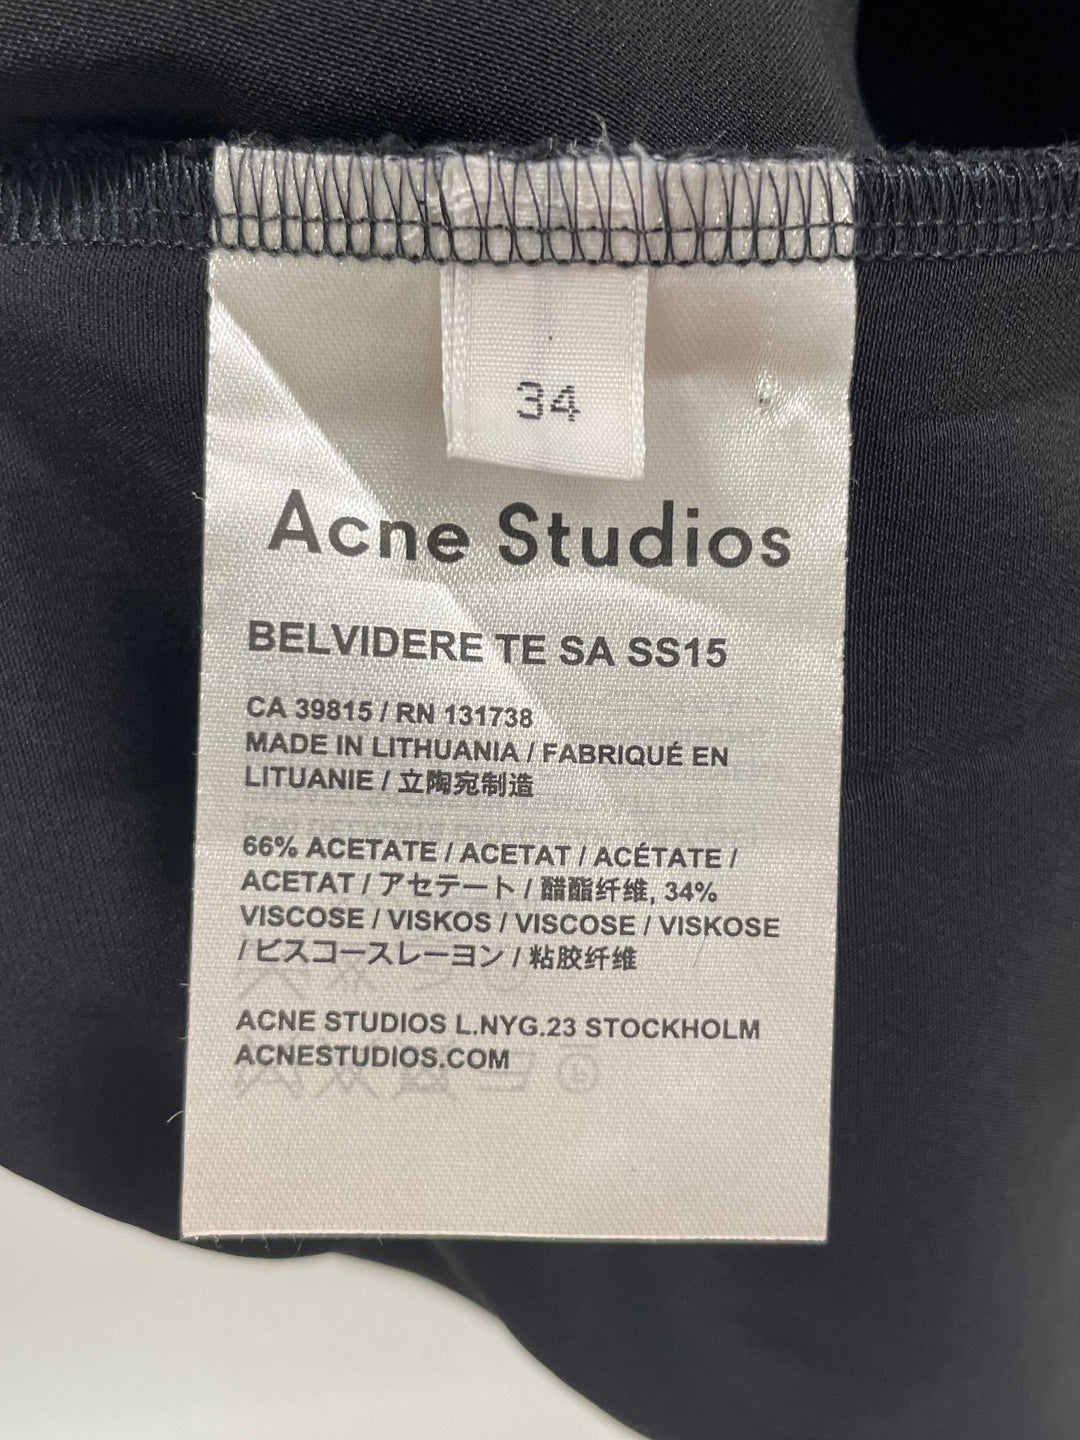 34
Acne Studios
BELVIDERE TE SA SS15
CA 39815 / RN 131738
MADE IN LITHUANIA / FABRIQUÉ EN
LITUANIE / 立陶宛制造
66% ACETATE / ACETAT / ACÉTATE /
ACETAT / アセテート / 醋酯纤维, 34%
VISCOSE / VISKOS / VISCOSE / VISKOSE
/ ビスコースレーヨン / 粘胶纤维
ACNE STUDIOS L.NYG.23 STOCKHOLM
ACNESTUDIOS.COM